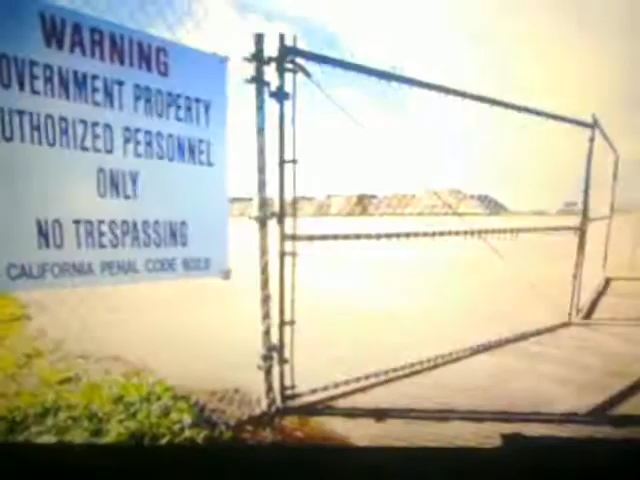 WARNING
OVERNMENT PROPERTY
UTHORIZED PERSONNEL
ONLY
NO TRESPASSING
CALIFORNIA PENAL CODE